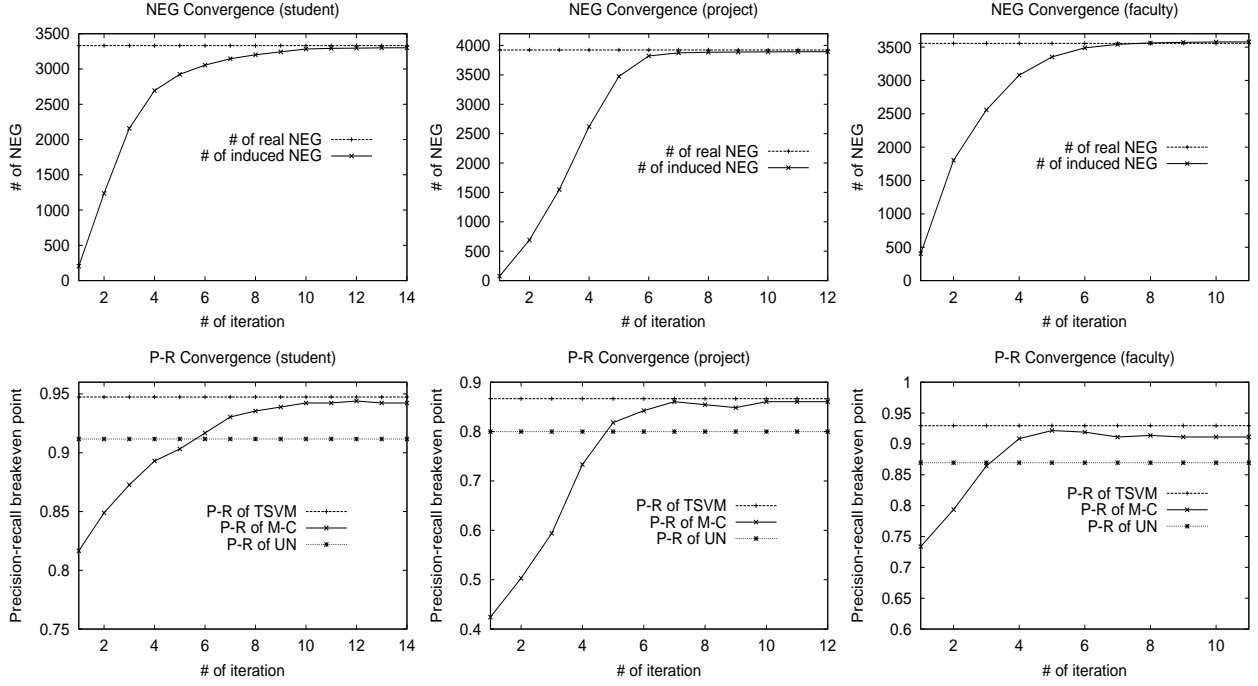 NEG Convergence (student)
3500
3000
2500
2000
1500
1000
500
0
# of NEG
# of real NEG
# of induced NEG
2 4 6 8 10 12 14
# of iteration
NEG Convergence (project)
4000
3500
3000
2500
2000
1500
1000
500
0
# of NEG
# of real NEG
# of induced NEG
2 4 6 8 10 12
# of iteration
NEG Convergence (faculty)
3500
3000
2500
2000
1500
1000
500
0
# of NEG
# of real NEG
# of induced NEG
2 4 6 8 10
# of iteration
P-R Convergence (student)
0.95
0.9
0.85
0.8
0.75
Precision-recall breakeven point
P-R of TSVM
P-R of M-C
P-R of UN
2 4 6 8 10 12 14
# of iteration
P-R Convergence (project)
0.9
0.8
0.7
0.6
0.5
0.4
Precision-recall breakeven point
P-R of TSVM
P-R of M-C
P-R of UN
2 4 6 8 10 12
# of iteration
P-R Convergence (faculty)
1
0.95
0.9
0.85
0.8
0.75
0.7
0.65
0.6
Precision-recall breakeven point
P-R of TSVM
P-R of M-C
P-R of UN
2 4 6 8 10
# of iteration